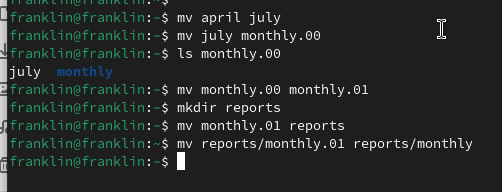 franklin@franklin:~$ mv april july
franklin@franklin:~$ mv july monthly.00
franklin@franklin:~$ ls monthly.00
july  monthly
franklin@franklin:~$ mv monthly.00 monthly.01
franklin@franklin:~$ mkdir reports
franklin@franklin:~$ mv monthly.01 reports
franklin@franklin:~$ mv reports/monthly.01 reports/monthly
franklin@franklin:~$